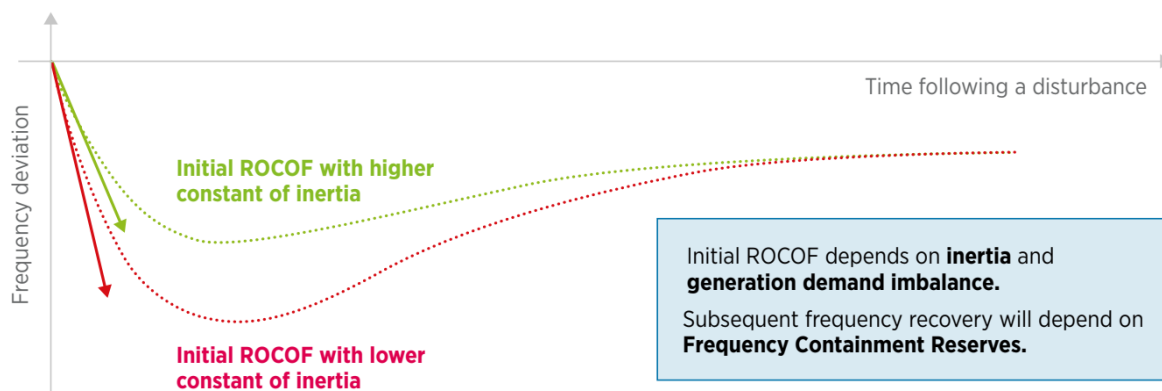 Time following a disturbance
Frequency deviation
Initial ROCOF with higher
constant of inertia
Initial ROCOF with lower
constant of inertia
Initial ROCOF depends on inertia and
generation demand imbalance.
Subsequent frequency recovery will depend on
Frequency Containment Reserves.